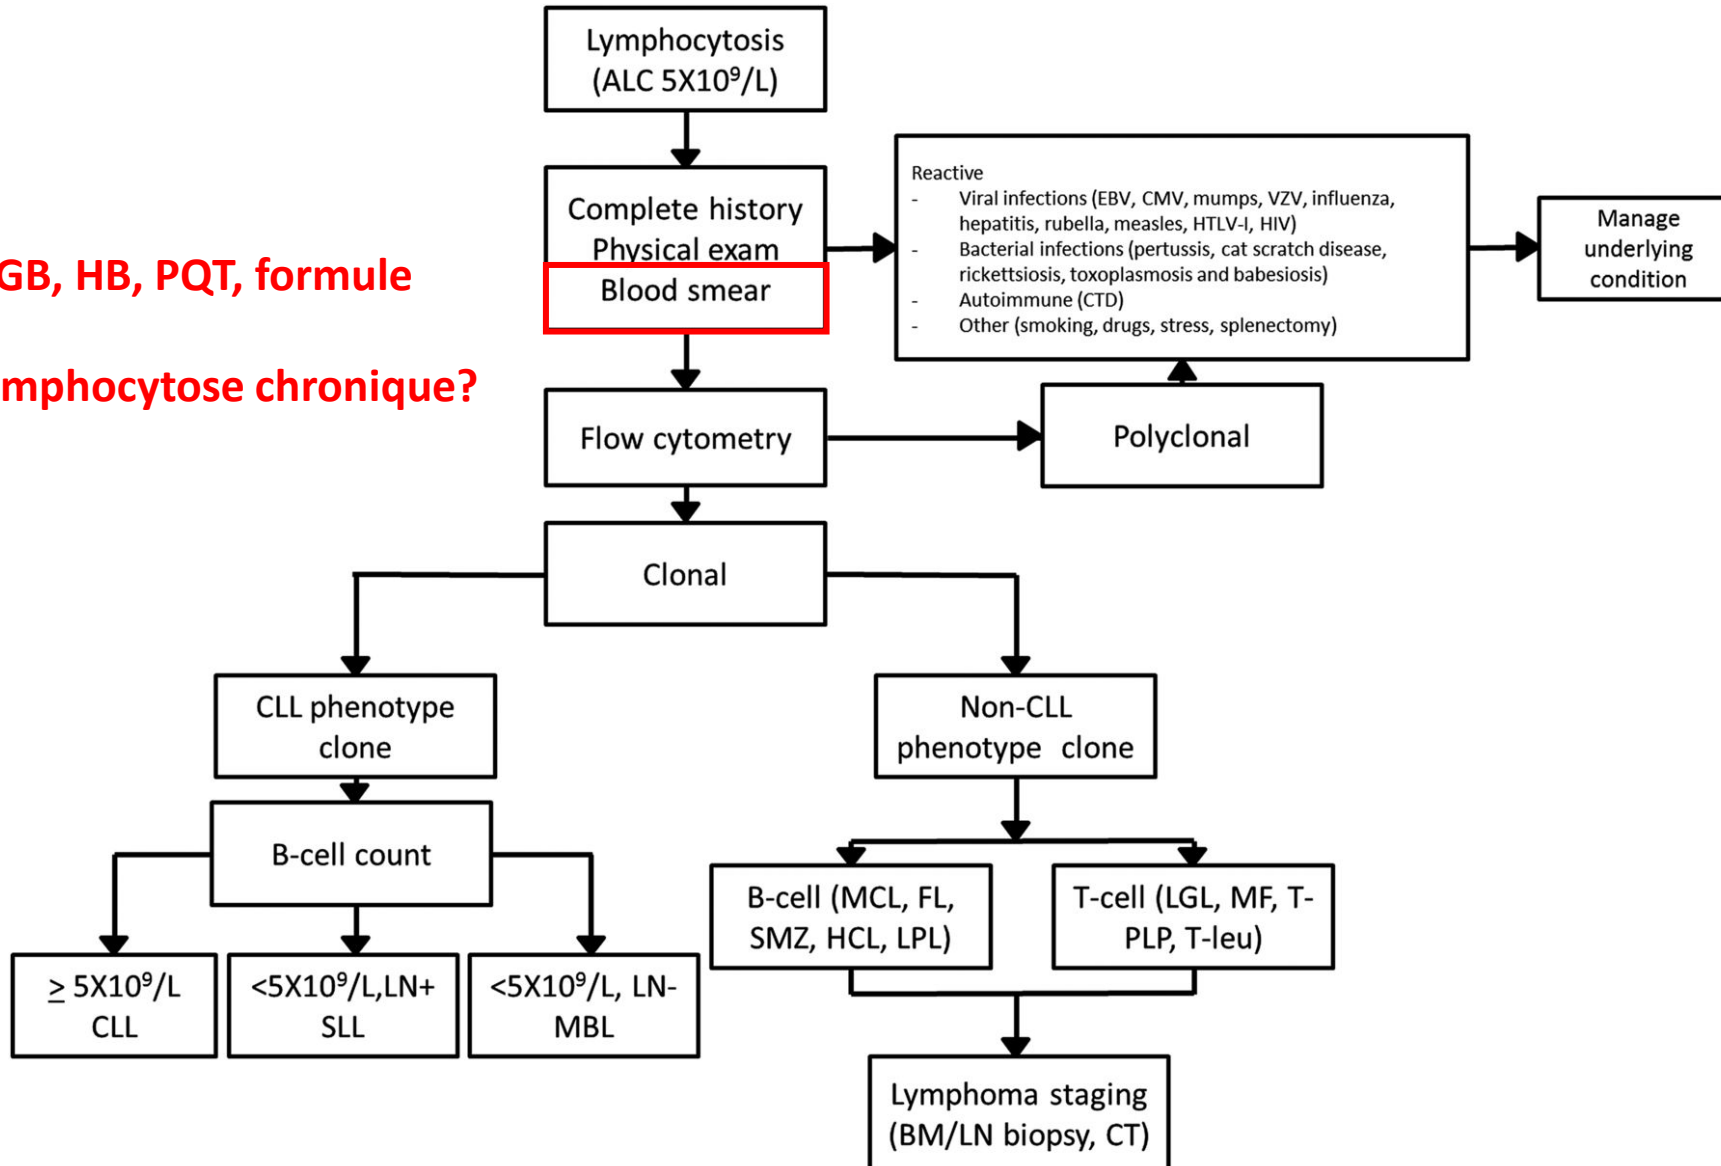 Lymphocytosis
(ALC 5X10⁹/L)
Complete history
Physical exam
Blood smear
GB, HB, PQT, formule
mphocytose chronique?
Reactive
- Viral infections (EBV, CMV, mumps, VZV, influenza,
hepatitis, rubella, measles, HTLV-I, HIV)
- Bacterial infections (pertussis, cat scratch disease,
rickettsiosis, toxoplasmosis and babesiosis)
- Autoimmune (CTD)
- Other (smoking, drugs, stress, splenectomy)
Manage
underlying
condition
Flow cytometry
Polyclonal
Clonal
CLL phenotype
clone
Non-CLL
phenotype clone
B-cell count
B-cell (MCL, FL,
SMZ, HCL, LPL)
T-cell (LGL, MF, T-
PLP, T-leu)
≥ 5X10⁹/L
CLL
<5X10⁹/L,LN+
SLL
<5X10⁹/L, LN-
MBL
Lymphoma staging
(BM/LN biopsy, CT)